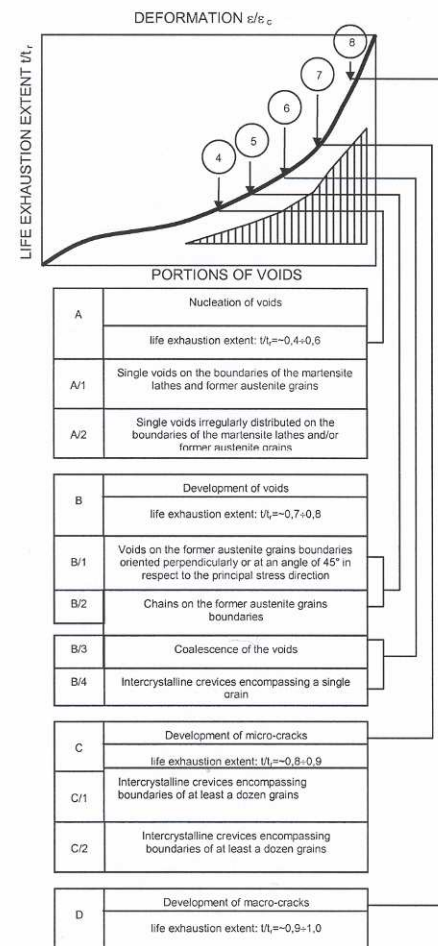 DEFORMATION ε/εc
LIFE EXHAUSTION EXTENT t/tr
8
7
6
5
4
PORTIONS OF VOIDS
A
Nucleation of voids
life exhaustion extent: t/tr=~0,4÷0,6
A/1
Single voids on the boundaries of the martensite
lathes and former austenite grains
A/2
Single voids irregularly distributed on the
boundaries of the martensite lathes and/or
former austenite grains
B
Development of voids
life exhaustion extent: t/tr=~0,7÷0,8
B/1
Voids on the former austenite grains boundaries
oriented perpendicularly or at an angle of 45° in
respect to the principal stress direction
B/2
Chains on the former austenite grains
boundaries
B/3
Coalescence of the voids
B/4
Intercrystalline crevices encompassing a single
grain
C
Development of micro-cracks
life exhaustion extent: t/tr=~0,8÷0,9
C/1
Intercrystalline crevices encompassing
boundaries of at least a dozen grains
C/2
Intercrystalline crevices encompassing
boundaries of at least a dozen grains
D
Development of macro-cracks
life exhaustion extent: t/tr=~0,9÷1,0